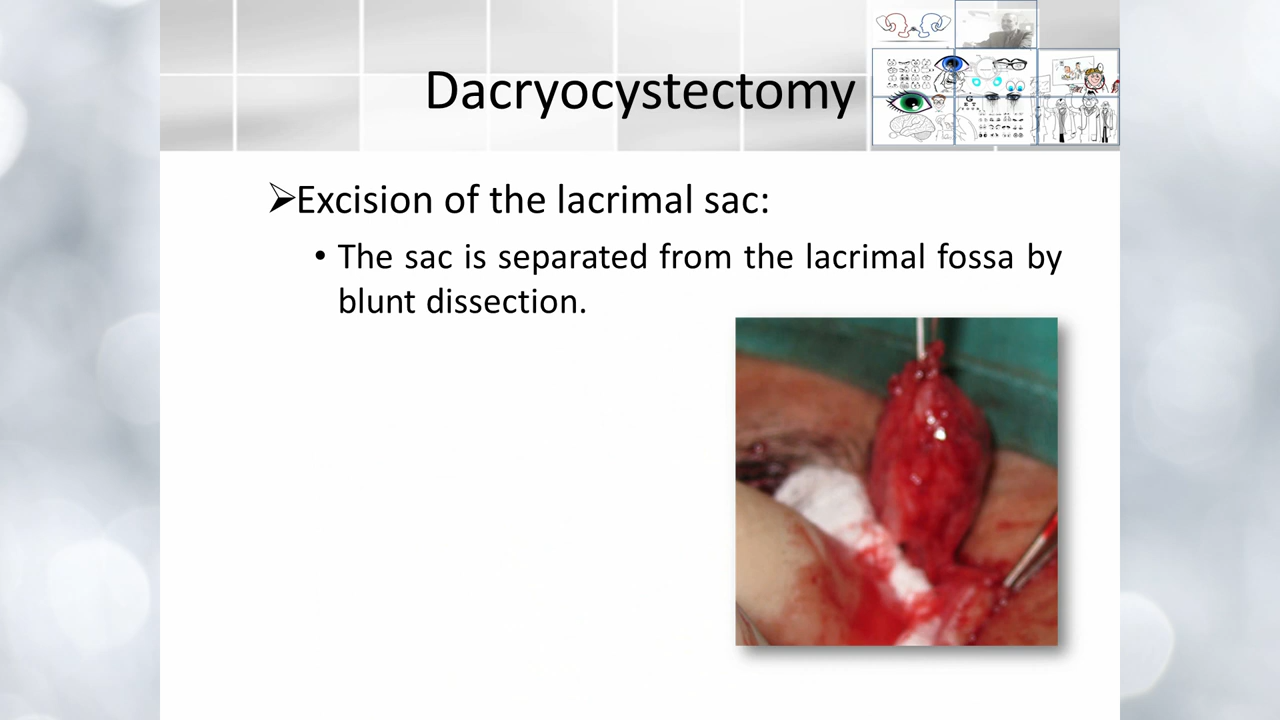 Dacryocystectomy
➢Excision of the lacrimal sac:
• The sac is separated from the lacrimal fossa by
blunt dissection.